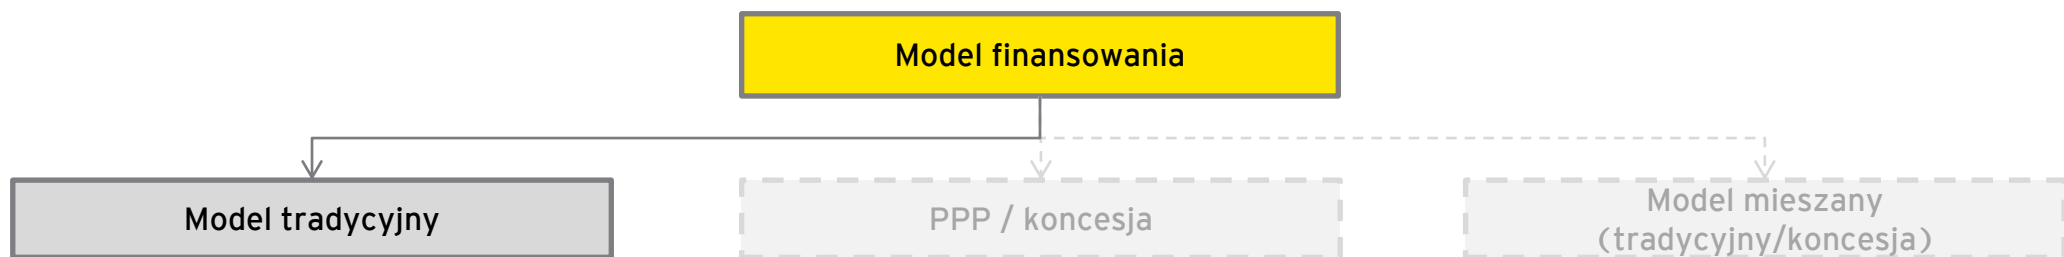 Model finansowania
Model tradycyjny
PPP / koncesja
Model mieszany
(tradycyjny/koncesja)